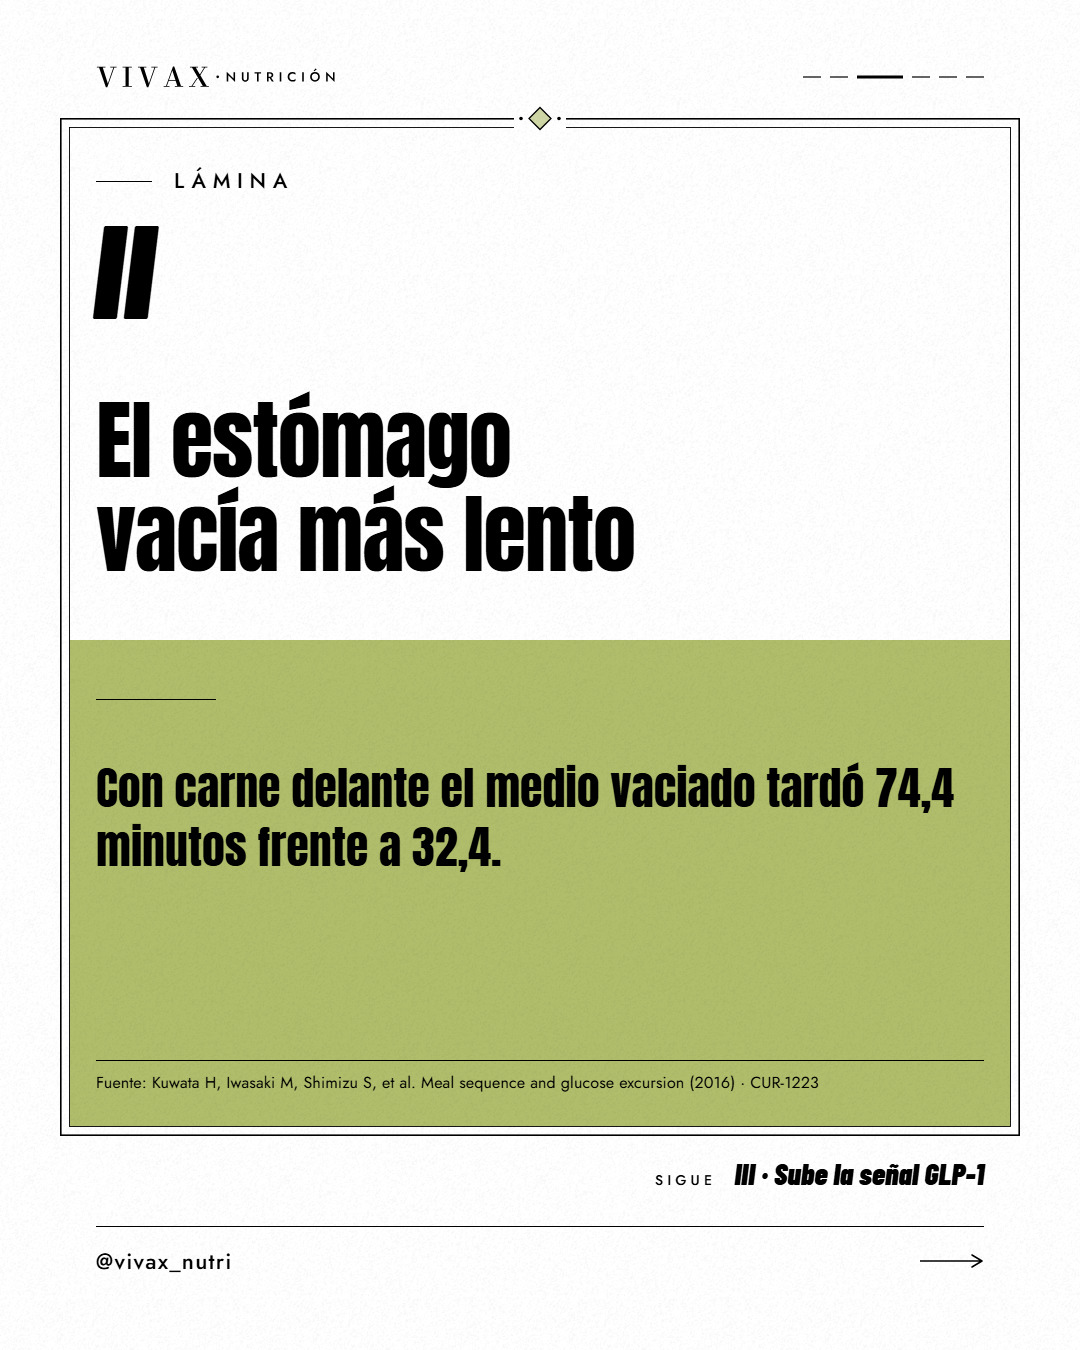 VIVAX·NUTRICIÓN
LÁMINA
II
El estómago
vacía más lento
Con carne delante el medio vaciado tardó 74,4
minutos frente a 32,4.
Fuente: Kuwata H, Iwasaki M, Shimizu S, et al. Meal sequence and glucose excursion (2016) · CUR-1223
SIGUE III · Sube la señal GLP-1
@vivax_nutri